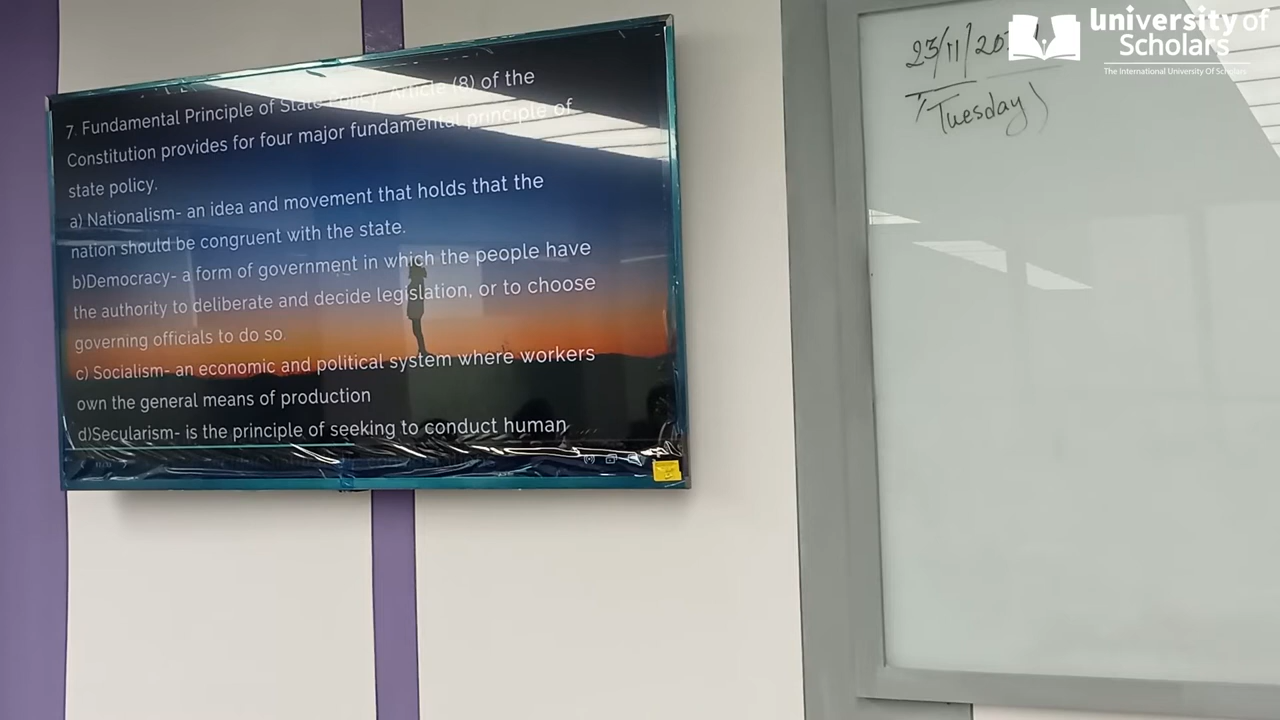 7. Fundamental Principle of State Policy- Article (8) of the
Constitution provides for four major fundamental principle of
state policy.
a) Nationalism- an idea and movement that holds that the
nation should be congruent with the state.
b)Democracy- a form of government in which the people have
the authority to deliberate and decide legislation, or to choose
governing officials to do so.
c) Socialism- an economic and political system where workers
own the general means of production
d)Secularism- is the principle of seeking to conduct human
23/11/20
(Tuesday)
university of
Scholars
The International University Of Scholars